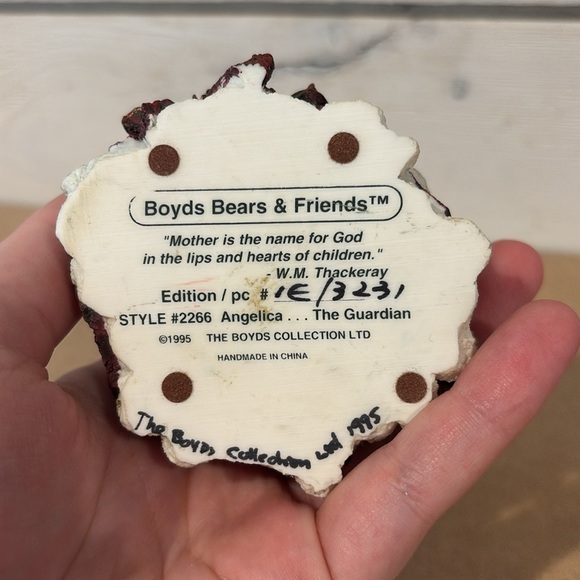 Boyds Bears & Friends™
"Mother is the name for God
in the lips and hearts of children."
- W.M. Thackeray
Edition / pc # 1E/3231
STYLE #2266 Angelica . . . The Guardian
©1995 THE BOYDS COLLECTION LTD
HANDMADE IN CHINA
The Boyds Collection Ltd 1995